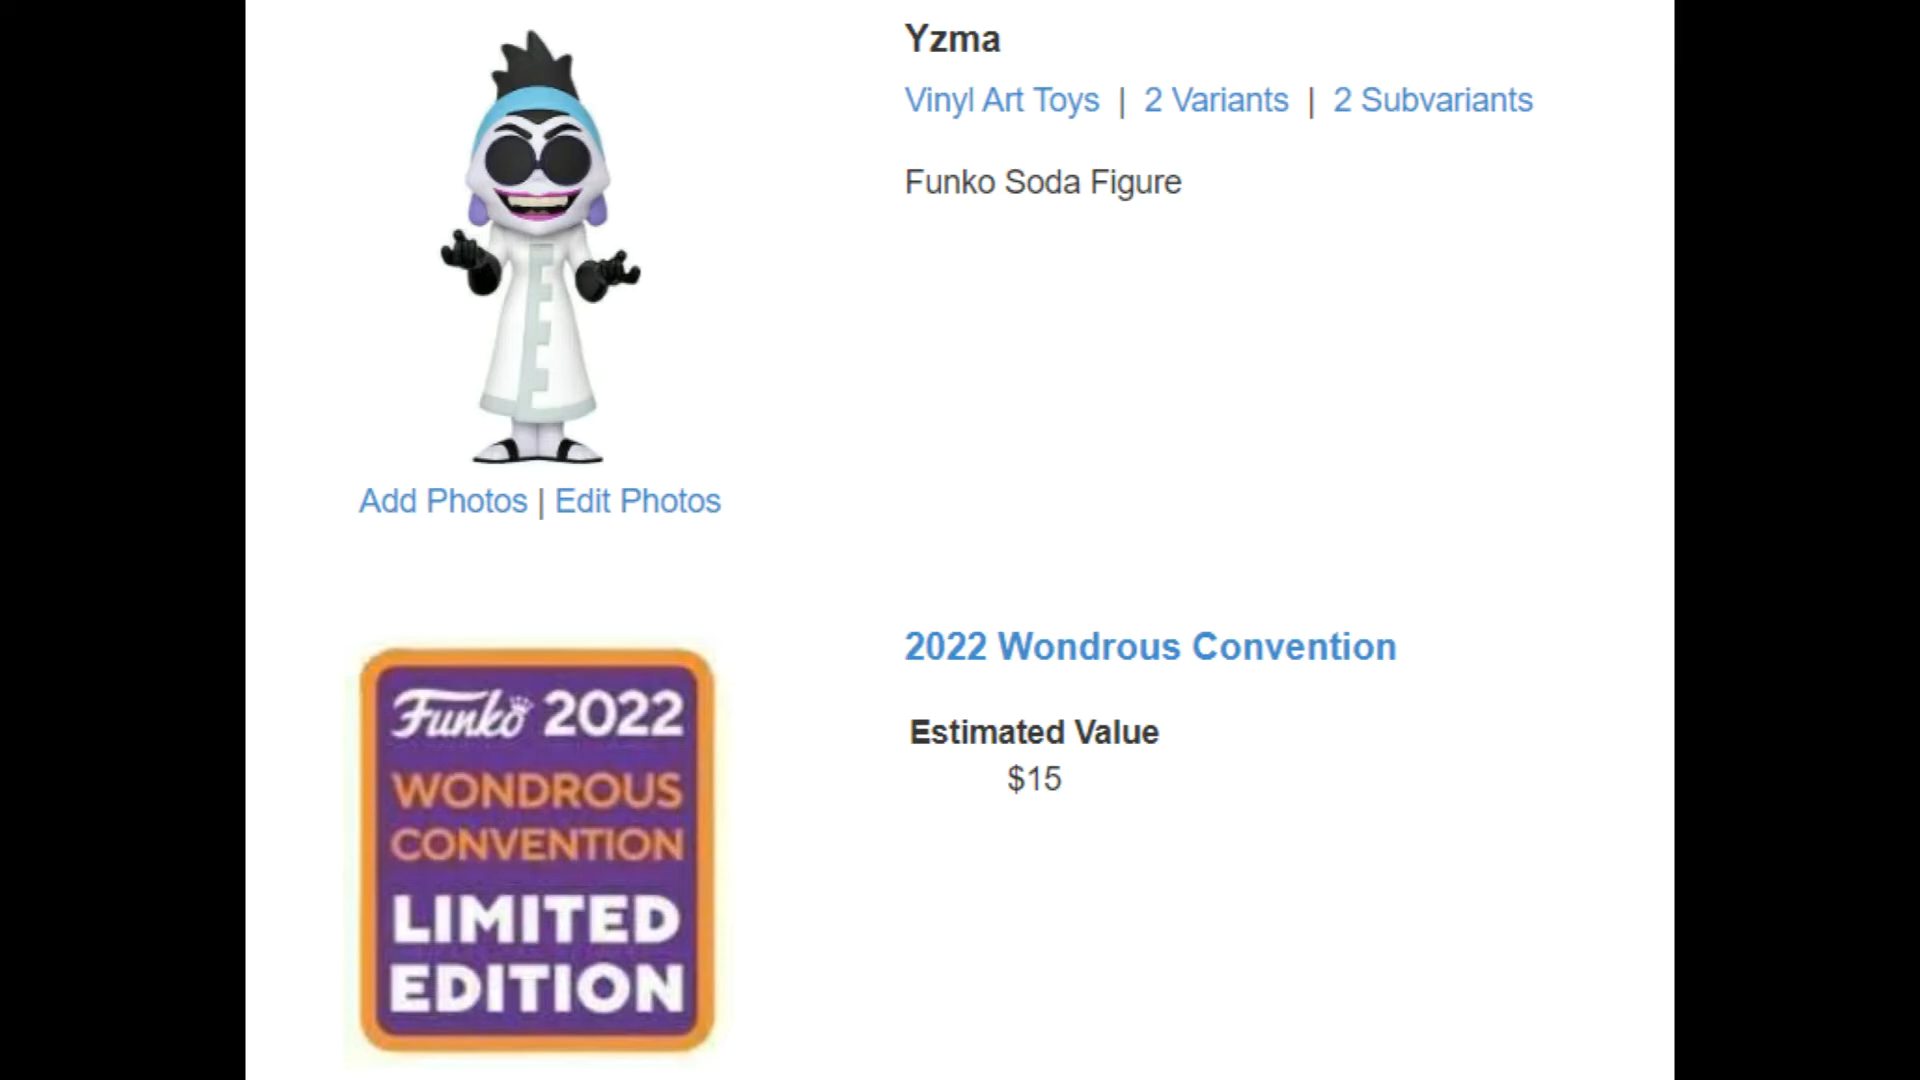 Yzma
Vinyl Art Toys | 2 Variants | 2 Subvariants
Funko Soda Figure
Add Photos | Edit Photos
2022 Wondrous Convention
Estimated Value
$15
Funko 2022
WONDROUS
CONVENTION
LIMITED
EDITION